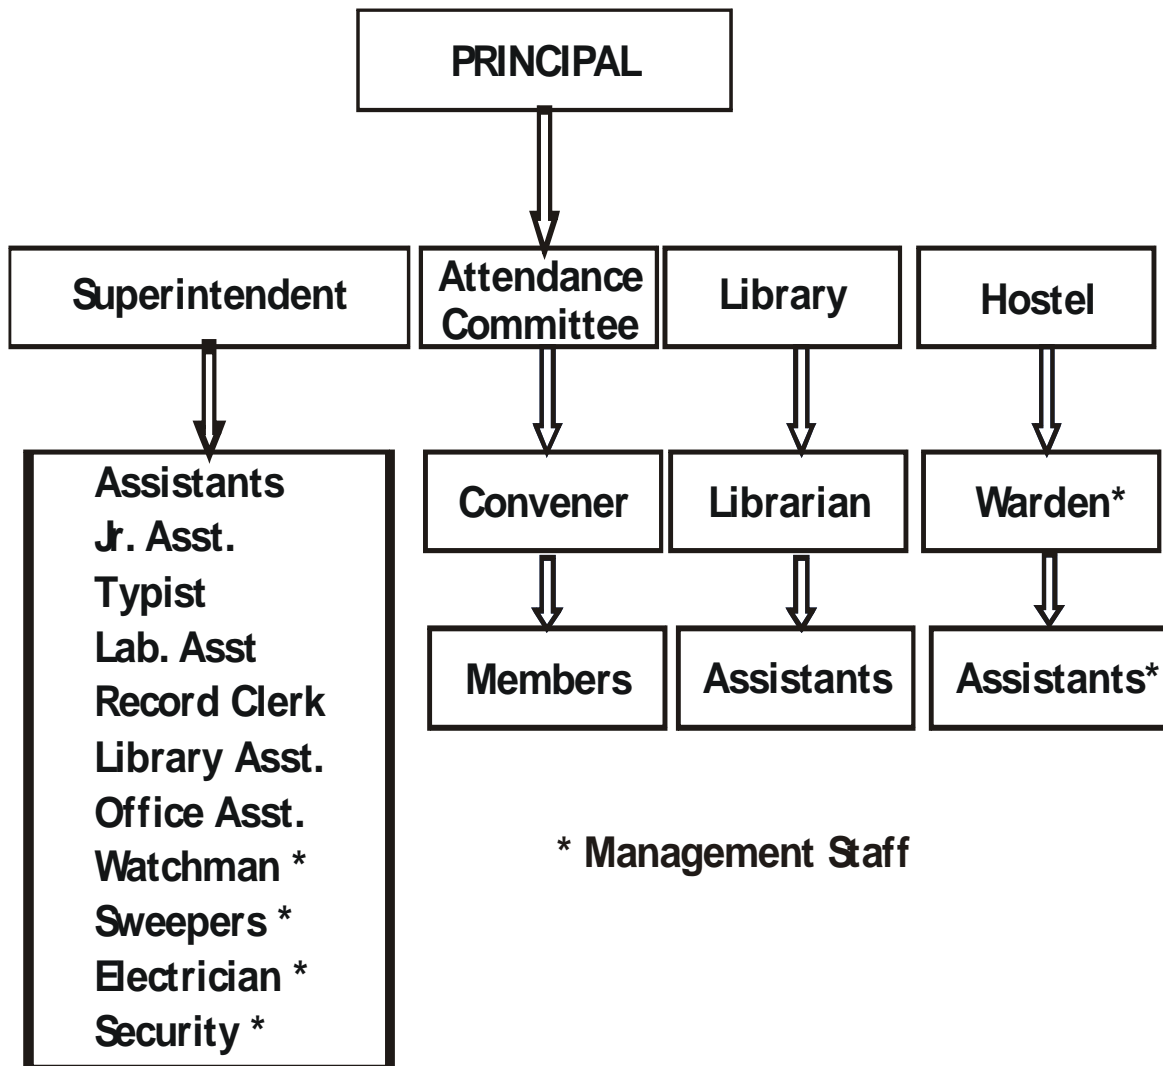 PRINCIPAL
Superintendent
Attendance
Committee
Library
Hostel
Assistants
Jr. Asst.
Typist
Lab. Asst
Record Clerk
Library Asst.
Office Asst.
Watchman *
Sweepers *
Electrician *
Security *
Convener
Librarian
Warden*
Members
Assistants
Assistants*
* Management Staff